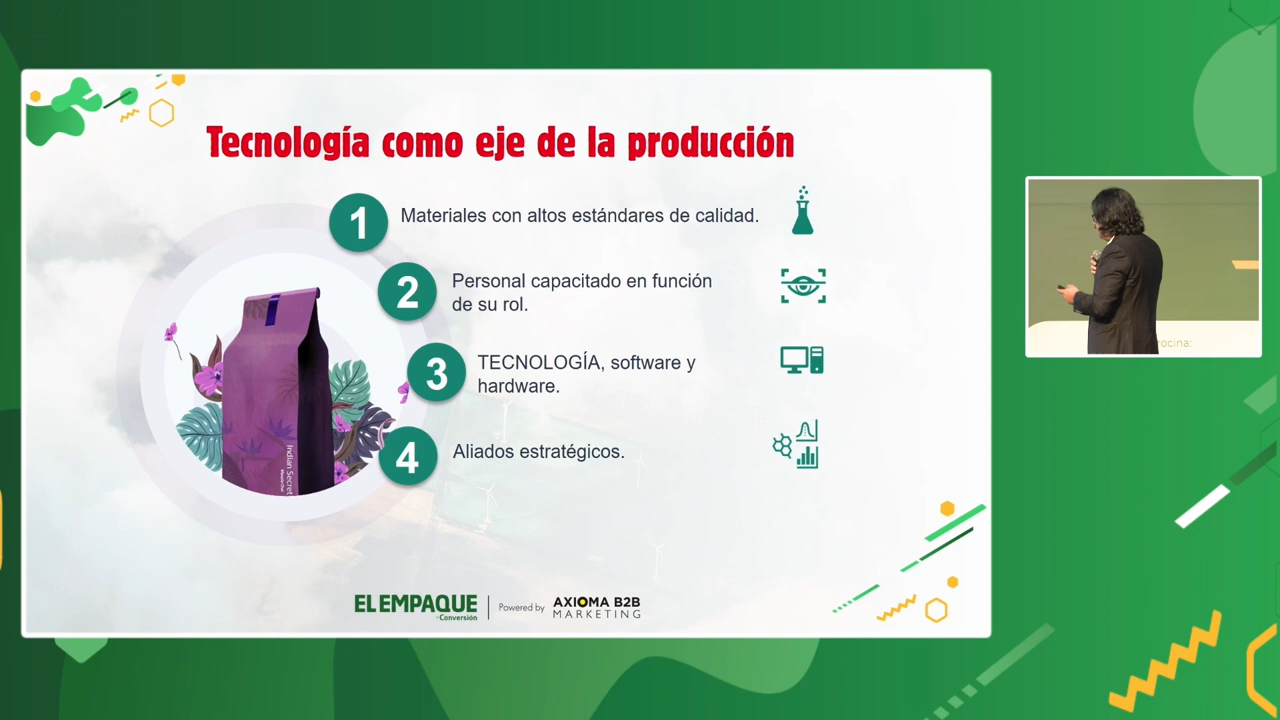 Tecnología como eje de la producción
1
Materiales con altos estándares de calidad.
2
Personal capacitado en función
de su rol.
3
TECNOLOGÍA, software y
hardware.
4
Aliados estratégicos.
Indian Secret
EL EMPAQUE
+Conversión
Powered by
AXIOMA B2B
MARKETING
ocina: